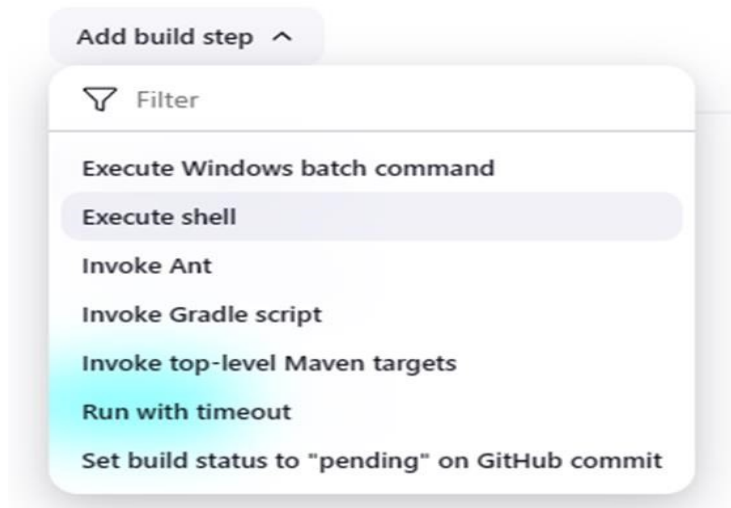 Add build step
Filter
Execute Windows batch command
Execute shell
Invoke Ant
Invoke Gradle script
Invoke top-level Maven targets
Run with timeout
Set build status to "pending" on GitHub commit